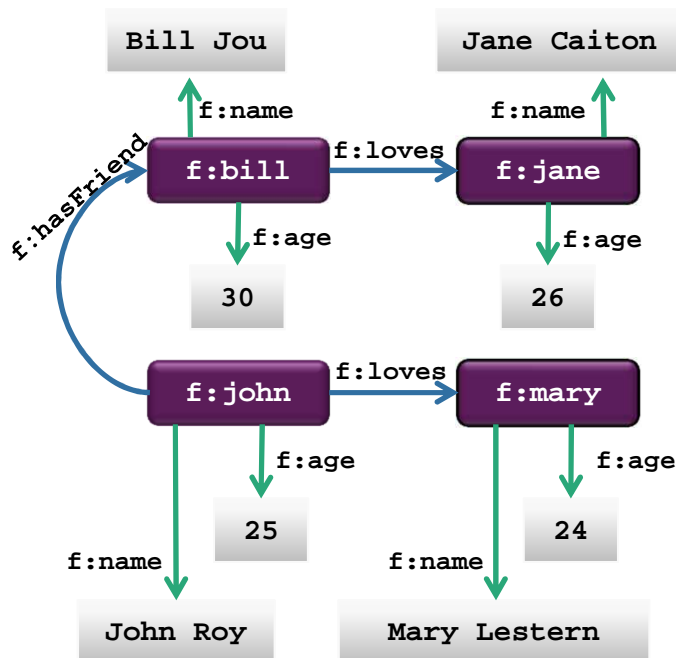 Bill Jou
Jane Caiton
f:name
f:name
f:hasFriend
f:bill
f:loves
f:jane
f:age
f:age
30
26
f:john
f:loves
f:mary
f:age
f:age
25
24
f:name
f:name
John Roy
Mary Lestern